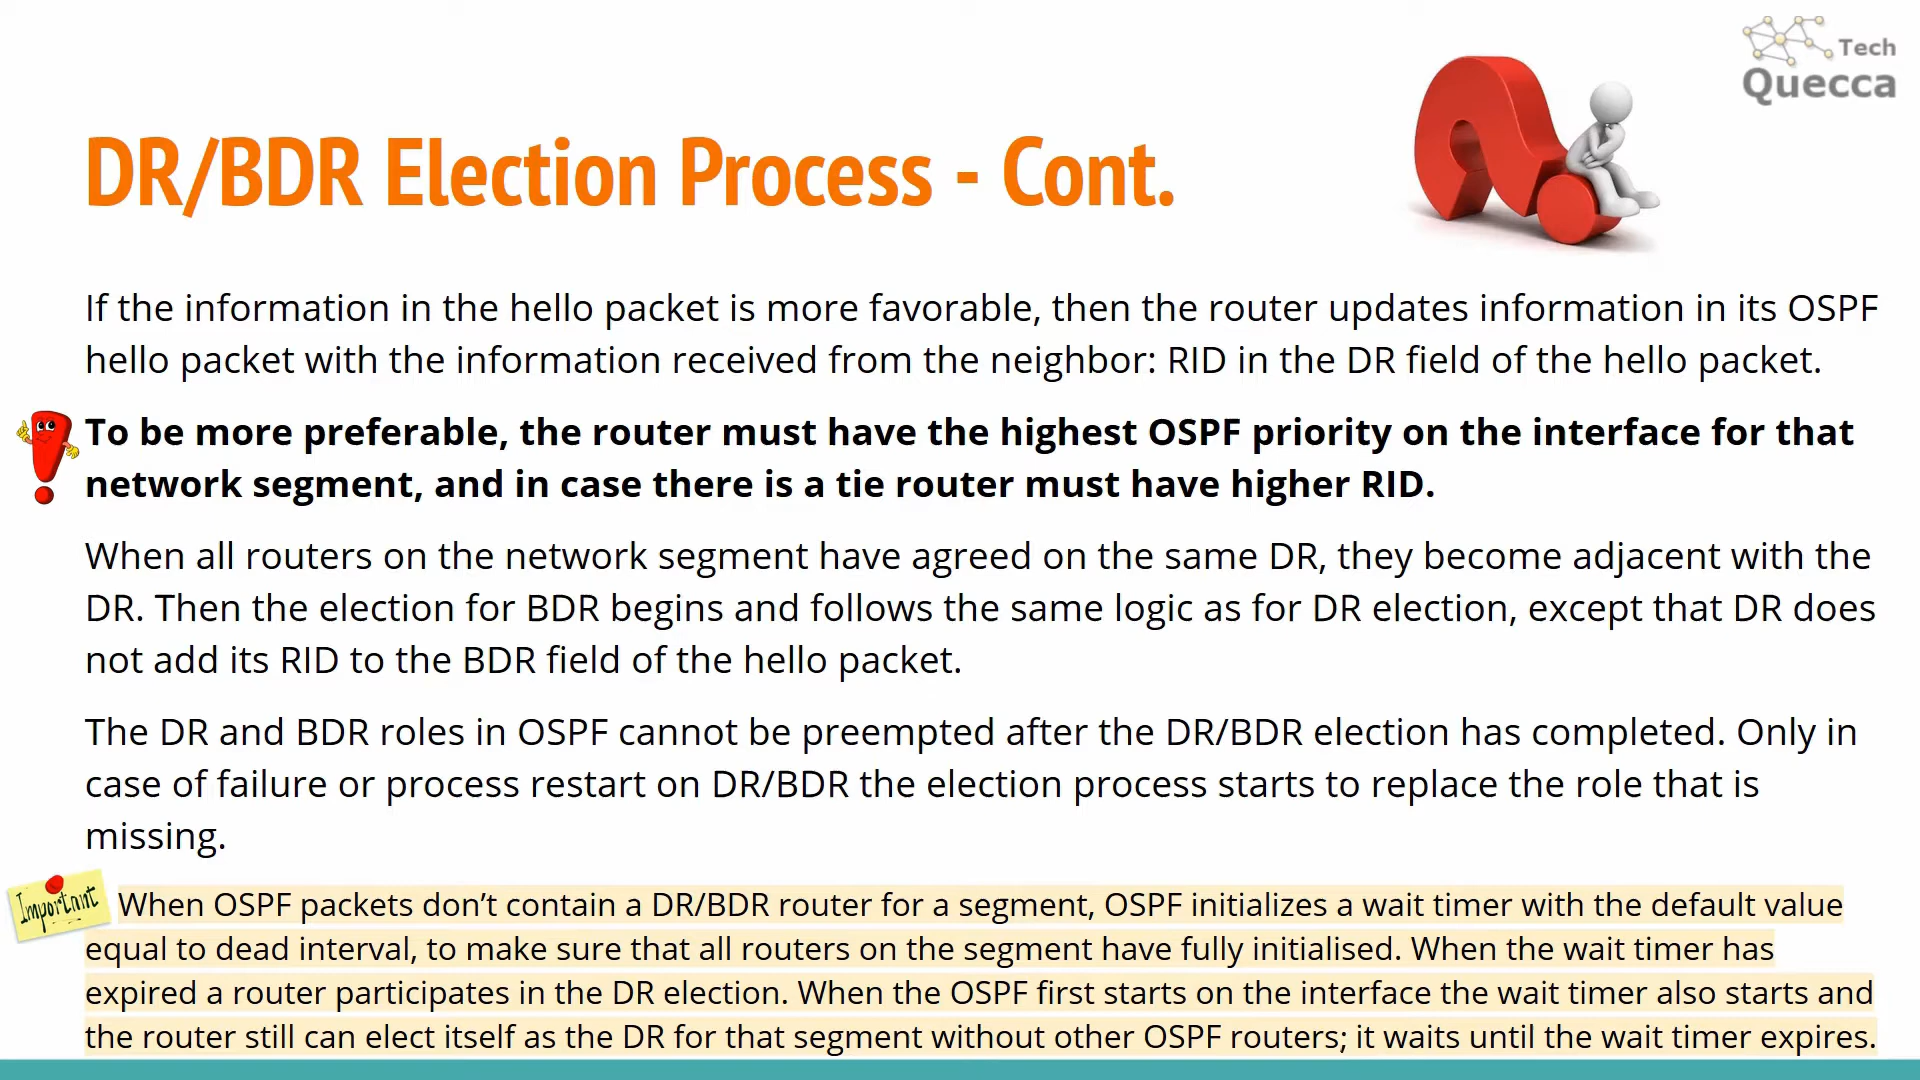 Tech
Quecca
DR/BDR Election Process - Cont.
If the information in the hello packet is more favorable, then the router updates information in its OSPF
hello packet with the information received from the neighbor: RID in the DR field of the hello packet.
To be more preferable, the router must have the highest OSPF priority on the interface for that
network segment, and in case there is a tie router must have higher RID.
When all routers on the network segment have agreed on the same DR, they become adjacent with the
DR. Then the election for BDR begins and follows the same logic as for DR election, except that DR does
not add its RID to the BDR field of the hello packet.
The DR and BDR roles in OSPF cannot be preempted after the DR/BDR election has completed. Only in
case of failure or process restart on DR/BDR the election process starts to replace the role that is
missing.
Important
When OSPF packets don’t contain a DR/BDR router for a segment, OSPF initializes a wait timer with the default value
equal to dead interval, to make sure that all routers on the segment have fully initialised. When the wait timer has
expired a router participates in the DR election. When the OSPF first starts on the interface the wait timer also starts and
the router still can elect itself as the DR for that segment without other OSPF routers; it waits until the wait timer expires.